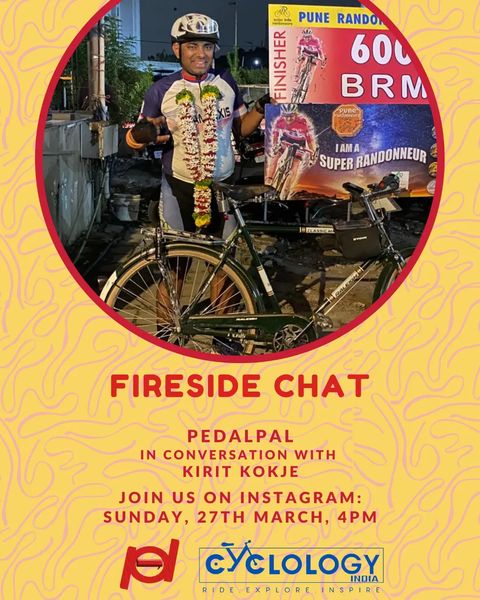 PUNE RANDON
FINISHER
600
BRM
PUNE
I AM A
SUPER RANDONNEUR
FIRESIDE CHAT
PEDALPAL
IN CONVERSATION WITH
KIRIT KOKJE
JOIN US ON INSTAGRAM:
SUNDAY, 27TH MARCH, 4PM
CYCLOLOGY
INDIA
RIDE EXPLORE INSPIRE